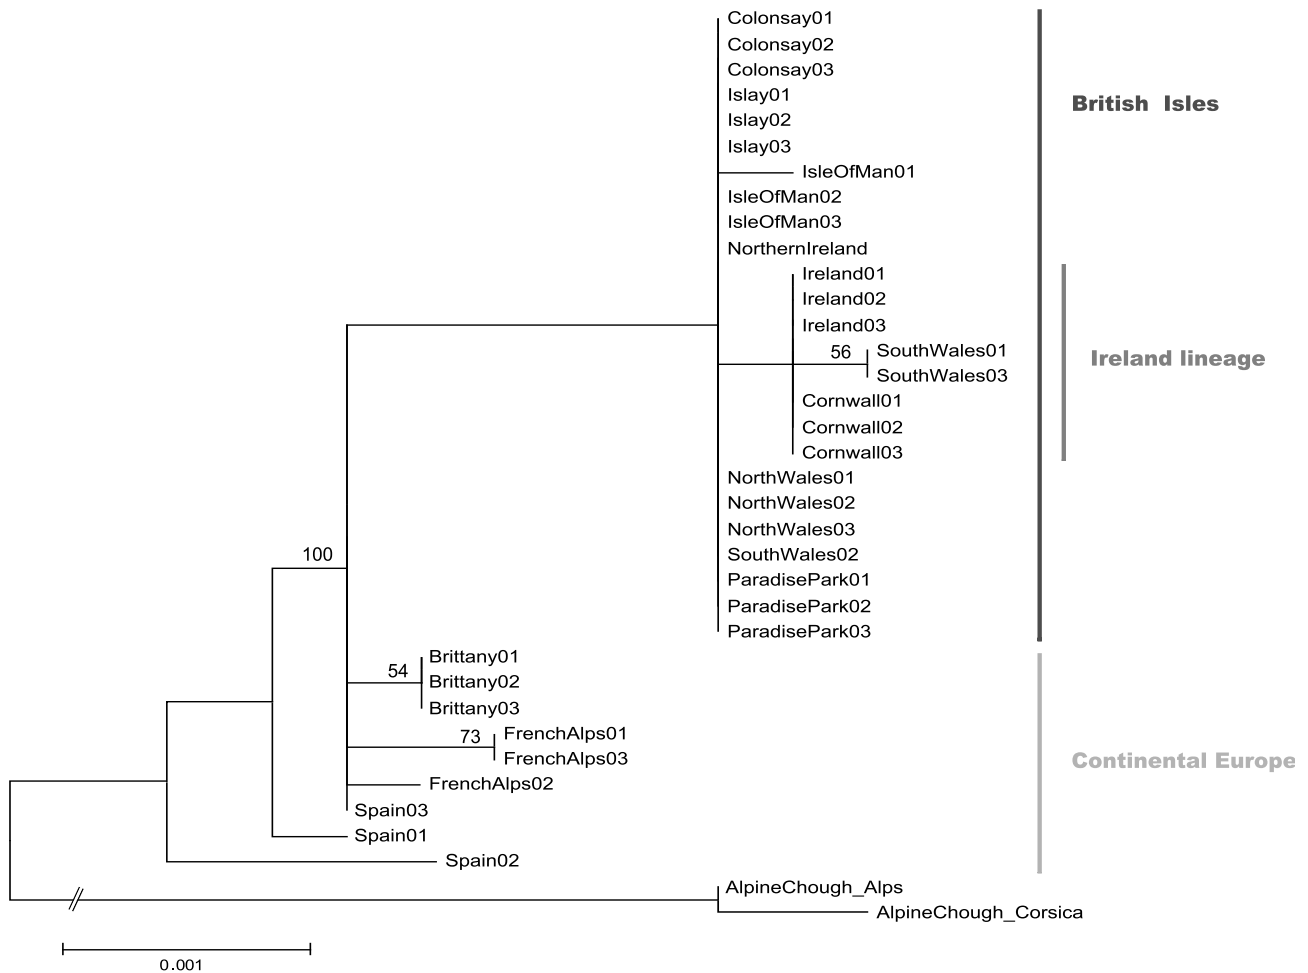 Colonsay01
Colonsay02
Colonsay03
Islay01
British Isles
Islay02
Islay03
IsleOfMan01
IsleOfMan02
IsleOfMan03
NorthernIreland
Ireland01
Ireland02
Ireland03
56
SouthWales01
Ireland lineage
SouthWales03
Cornwall01
Cornwall02
Cornwall03
NorthWales01
NorthWales02
NorthWales03
100
SouthWales02
ParadisePark01
ParadisePark02
ParadisePark03
Brittany01
54
Brittany02
Brittany03
73
FrenchAlps01
FrenchAlps03
Continental Europe
FrenchAlps02
Spain03
Spain01
Spain02
AlpineChough_Alps
AlpineChough_Corsica
0.001